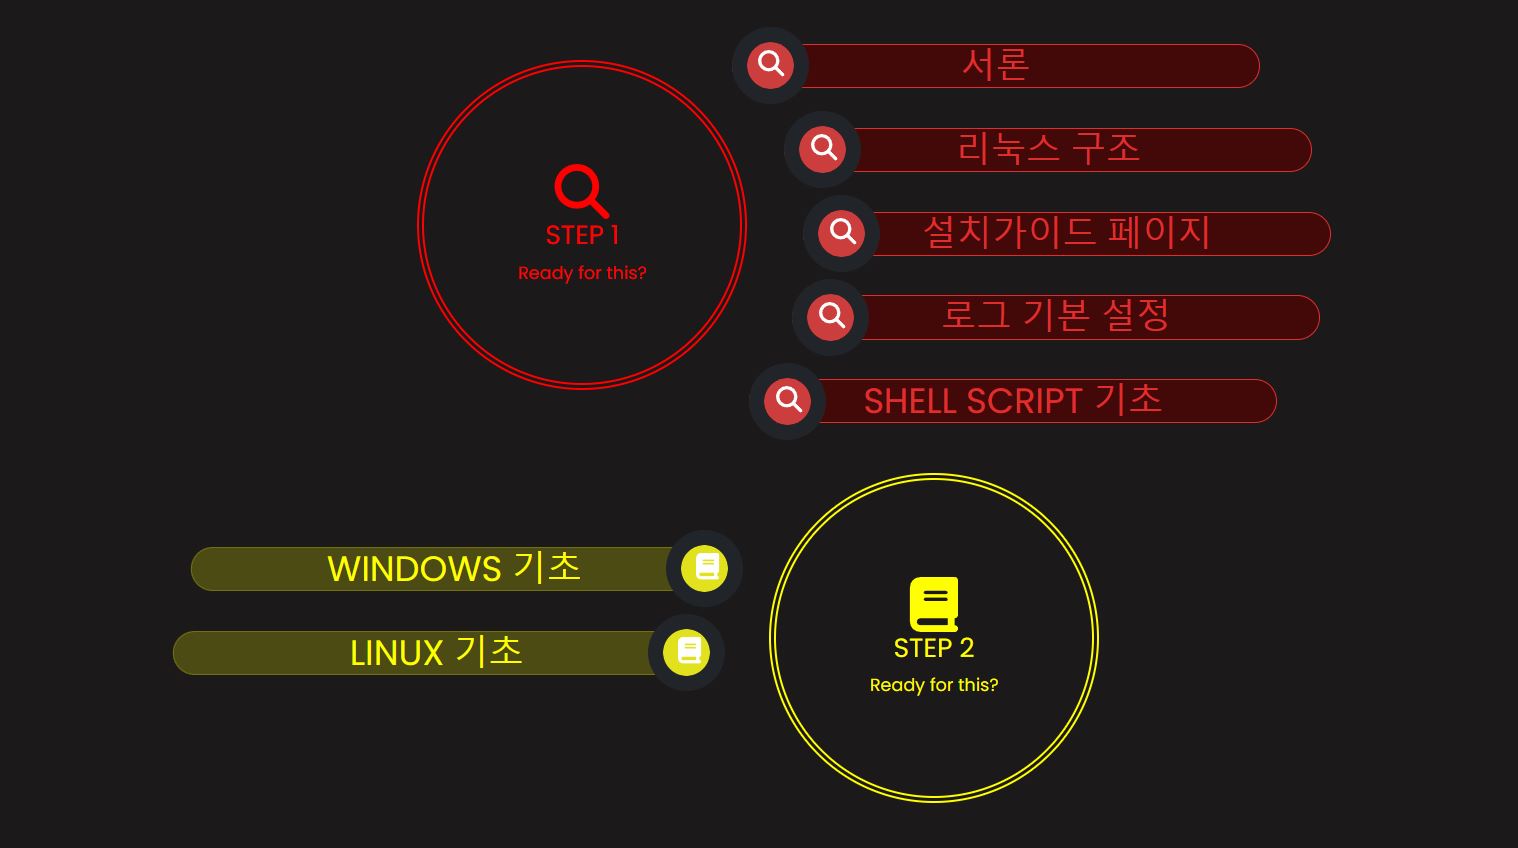 서론
리눅스 구조
설치가이드 페이지
로그 기본 설정
SHELL SCRIPT 기초
STEP 1
Ready for this?
WINDOWS 기초
LINUX 기초
STEP 2
Ready for this?